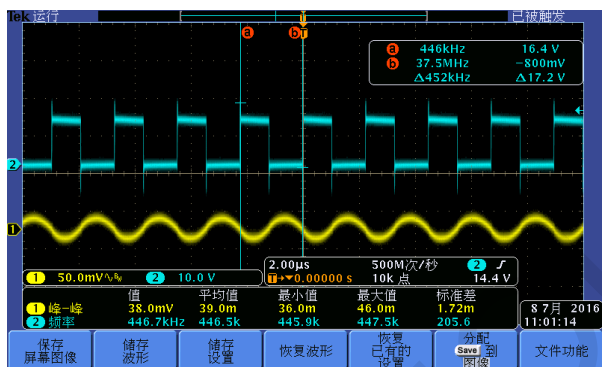 Tek 运行 已被触发
a b T
a 446kHz 16.4 V
b 37.5MHz -800mV
Δ452kHz Δ17.2 V
2
1
2.00µs 500M次/秒 2
1 50.0mV 2 10.0 V T→▼0.00000 s 10k 点 14.4 V
值 平均值 最小值 最大值 标准差
1 峰–峰 38.0mV 39.0m 36.0m 46.0m 1.72m
2 频率 446.7kHz 446.5k 445.9k 447.5k 205.6
8 7月 2016
11:01:14
保存 屏幕图像
储存 波形
储存 设置
恢复波形
恢复 已有的 设置
分配 Save 到 图像
文件功能